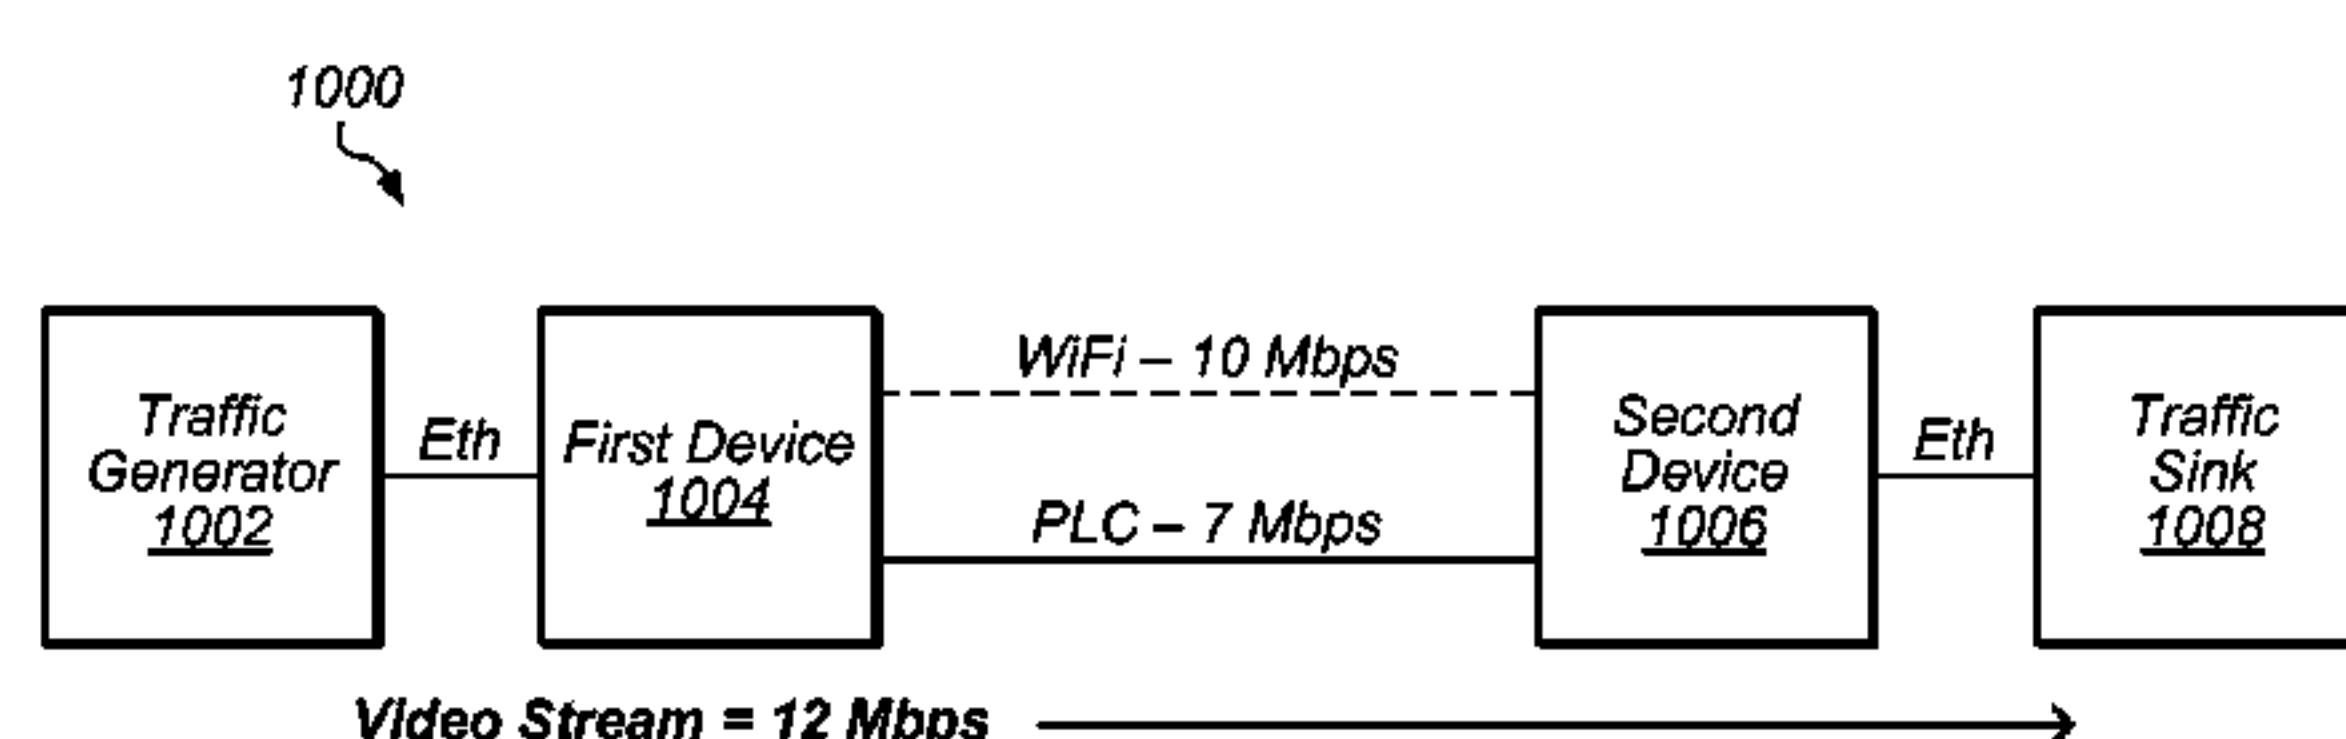 1000
Traffic
Generator
1002
Eth
First Device
1004
WiFi – 10 Mbps
PLC – 7 Mbps
Second
Device
1006
Eth
Traffic
Sink
1008
Video Stream = 12 Mbps